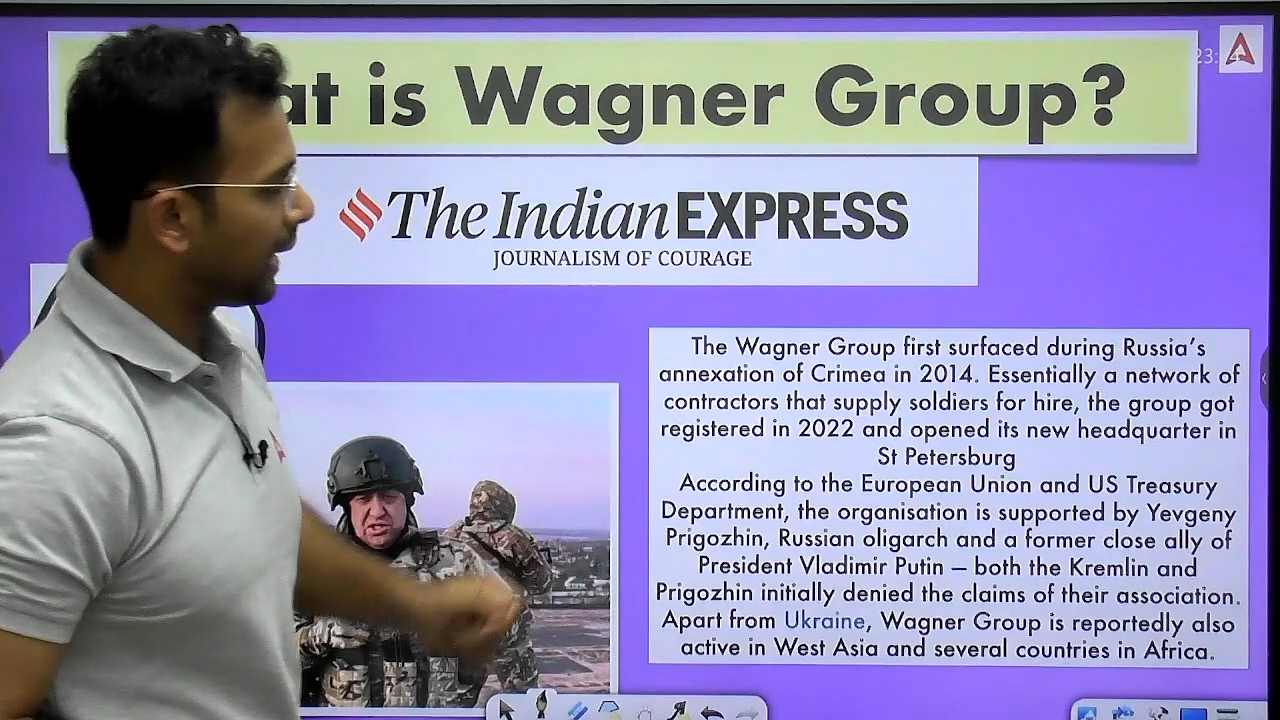 at is Wagner Group?
23:
The Indian EXPRESS
JOURNALISM OF COURAGE
The Wagner Group first surfaced during Russia's
annexation of Crimea in 2014. Essentially a network of
contractors that supply soldiers for hire, the group got
registered in 2022 and opened its new headquarter in
St Petersburg
According to the European Union and US Treasury
Department, the organisation is supported by Yevgeny
Prigozhin, Russian oligarch and a former close ally of
President Vladimir Putin – both the Kremlin and
Prigozhin initially denied the claims of their association.
Apart from Ukraine, Wagner Group is reportedly also
active in West Asia and several countries in Africa.